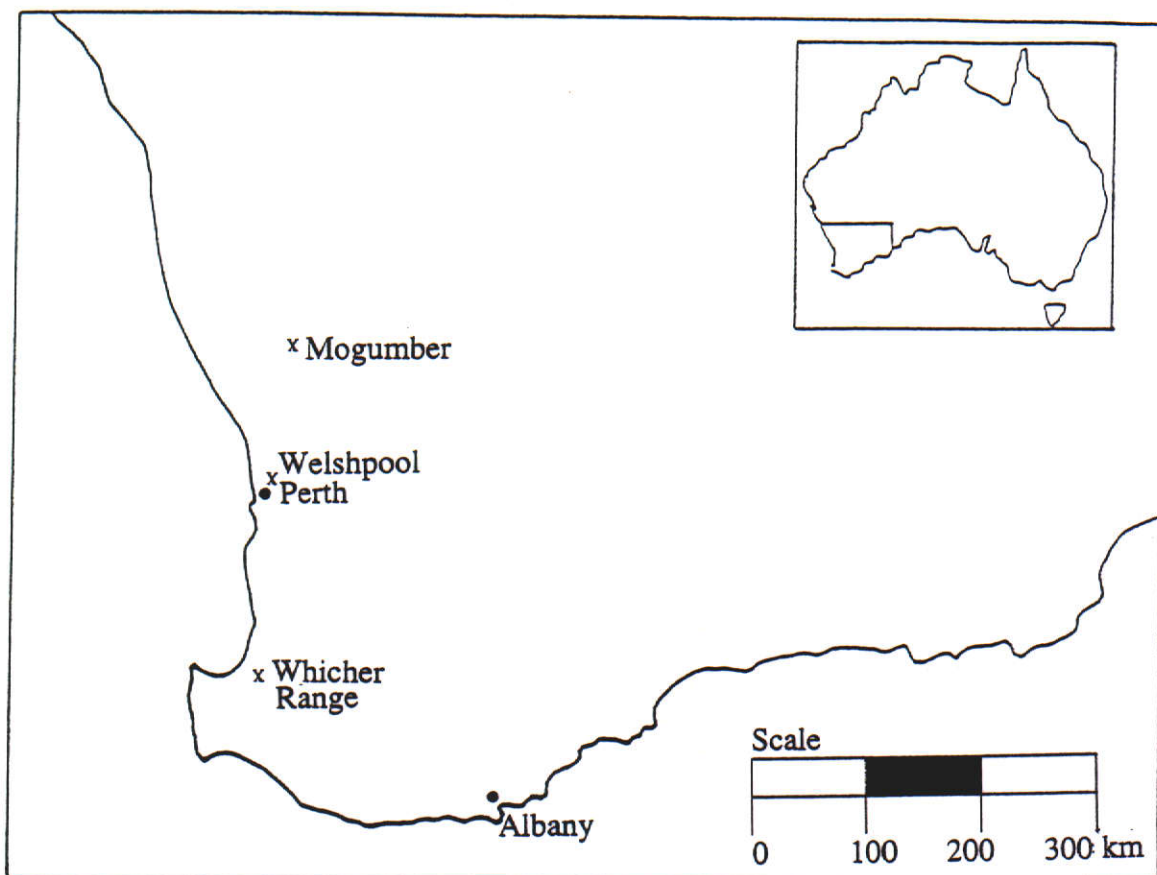 x Mogumber
x Welshpool
Perth
x Whicher
Range
Albany
Scale
0 100 200 300 km